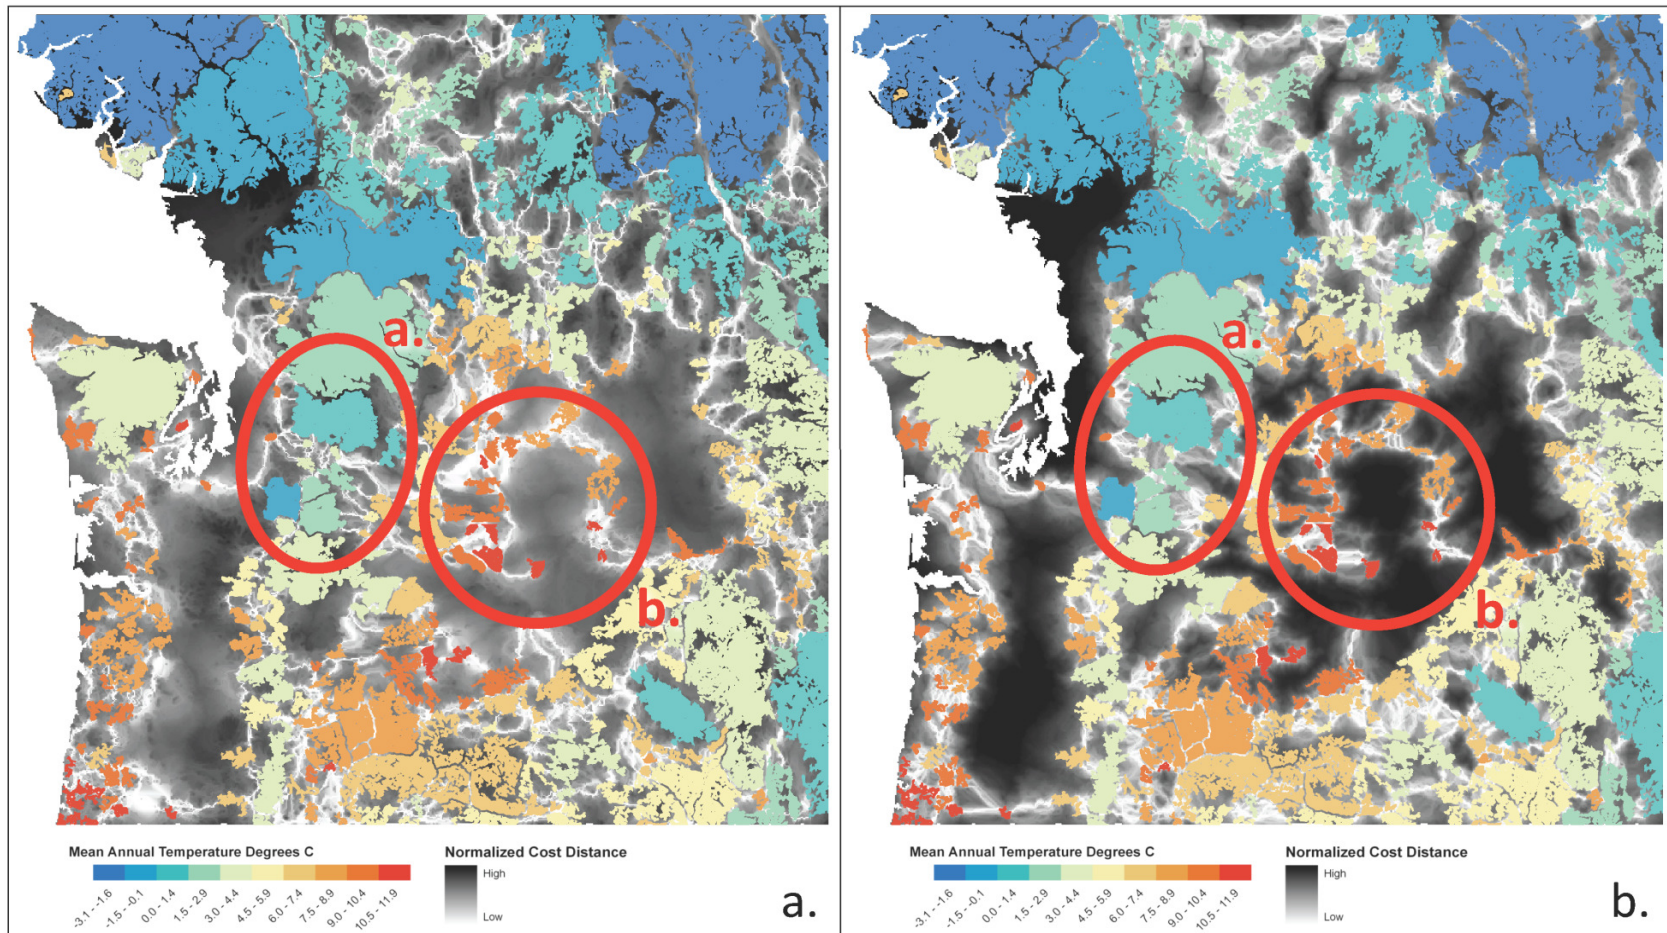 a.
b.
Mean Annual Temperature Degrees C
-3.1 - -1.6
-1.5 - -0.1
0.0 - 1.4
1.5 - 2.9
3.0 - 4.4
4.5 - 5.9
6.0 - 7.4
7.5 - 8.9
9.0 - 10.4
10.5 - 11.9
Normalized Cost Distance
High
Low
a.
a.
b.
Mean Annual Temperature Degrees C
-3.1 - -1.6
-1.5 - -0.1
0.0 - 1.4
1.5 - 2.9
3.0 - 4.4
4.5 - 5.9
6.0 - 7.4
7.5 - 8.9
9.0 - 10.4
10.5 - 11.9
Normalized Cost Distance
High
Low
b.